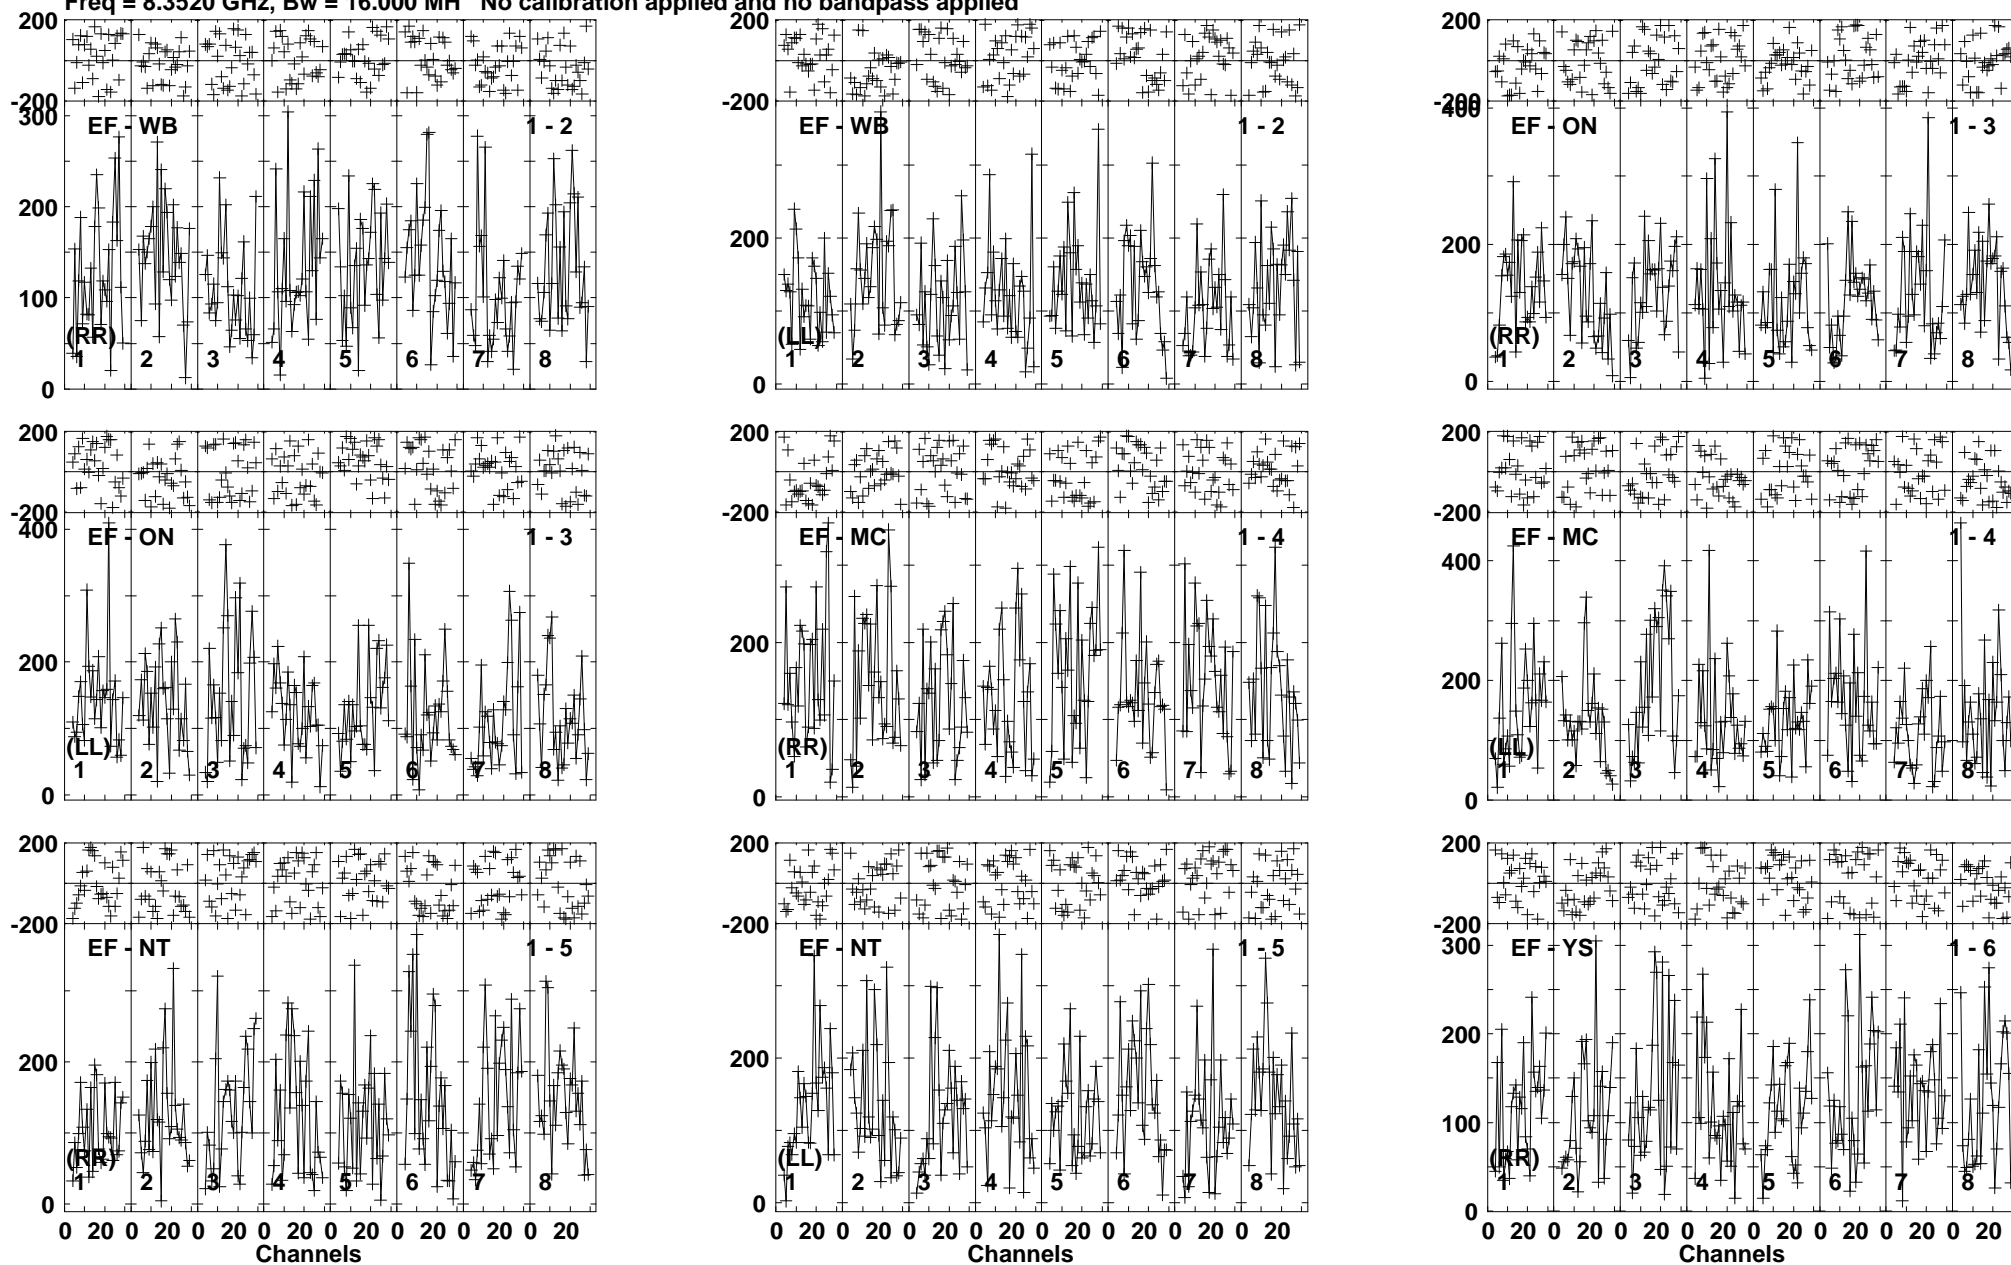 Freq = 8.3520 GHz, Bw = 16.000 MH No calibration applied and no bandpass applied
200 200 200
-200 -200 -200
300 EF - WB 1 - 2 EF - WB 1 - 2 400 EF - ON 1 - 3
200 200 200
100
(RR) (LL) (RR)
1 2 3 4 5 6 7 8 1 2 3 4 5 6 7 8 1 2 3 4 5 6 7 8
0 0 0
200 200 200
-200 -200 -200
400 EF - ON 1 - 3 EF - MC 1 - 4 EF - MC 1 - 4
400
200 200 200
(LL) (RR) (LL)
1 2 3 4 5 6 7 8 1 2 3 4 5 6 7 8 1 2 3 4 5 6 7 8
0 0 0
200 200 200
-200 -200 -200
EF - NT 1 - 5 EF - NT 1 - 5 300 EF - YS 1 - 6
200 200 200
100
(RR) (LL) (RR)
1 2 3 4 5 6 7 8 1 2 3 4 5 6 7 8 1 2 3 4 5 6 7 8
0 0 0
0 20 0 20 0 20 0 20 0 20 0 20 0 20 0 20 0 20 0 20 0 20 0 20 0 20 0 20 0 20 0 20 0 20 0 20 0 20 0 20 0 20 0 20 0 20 0 20
Channels Channels Channels